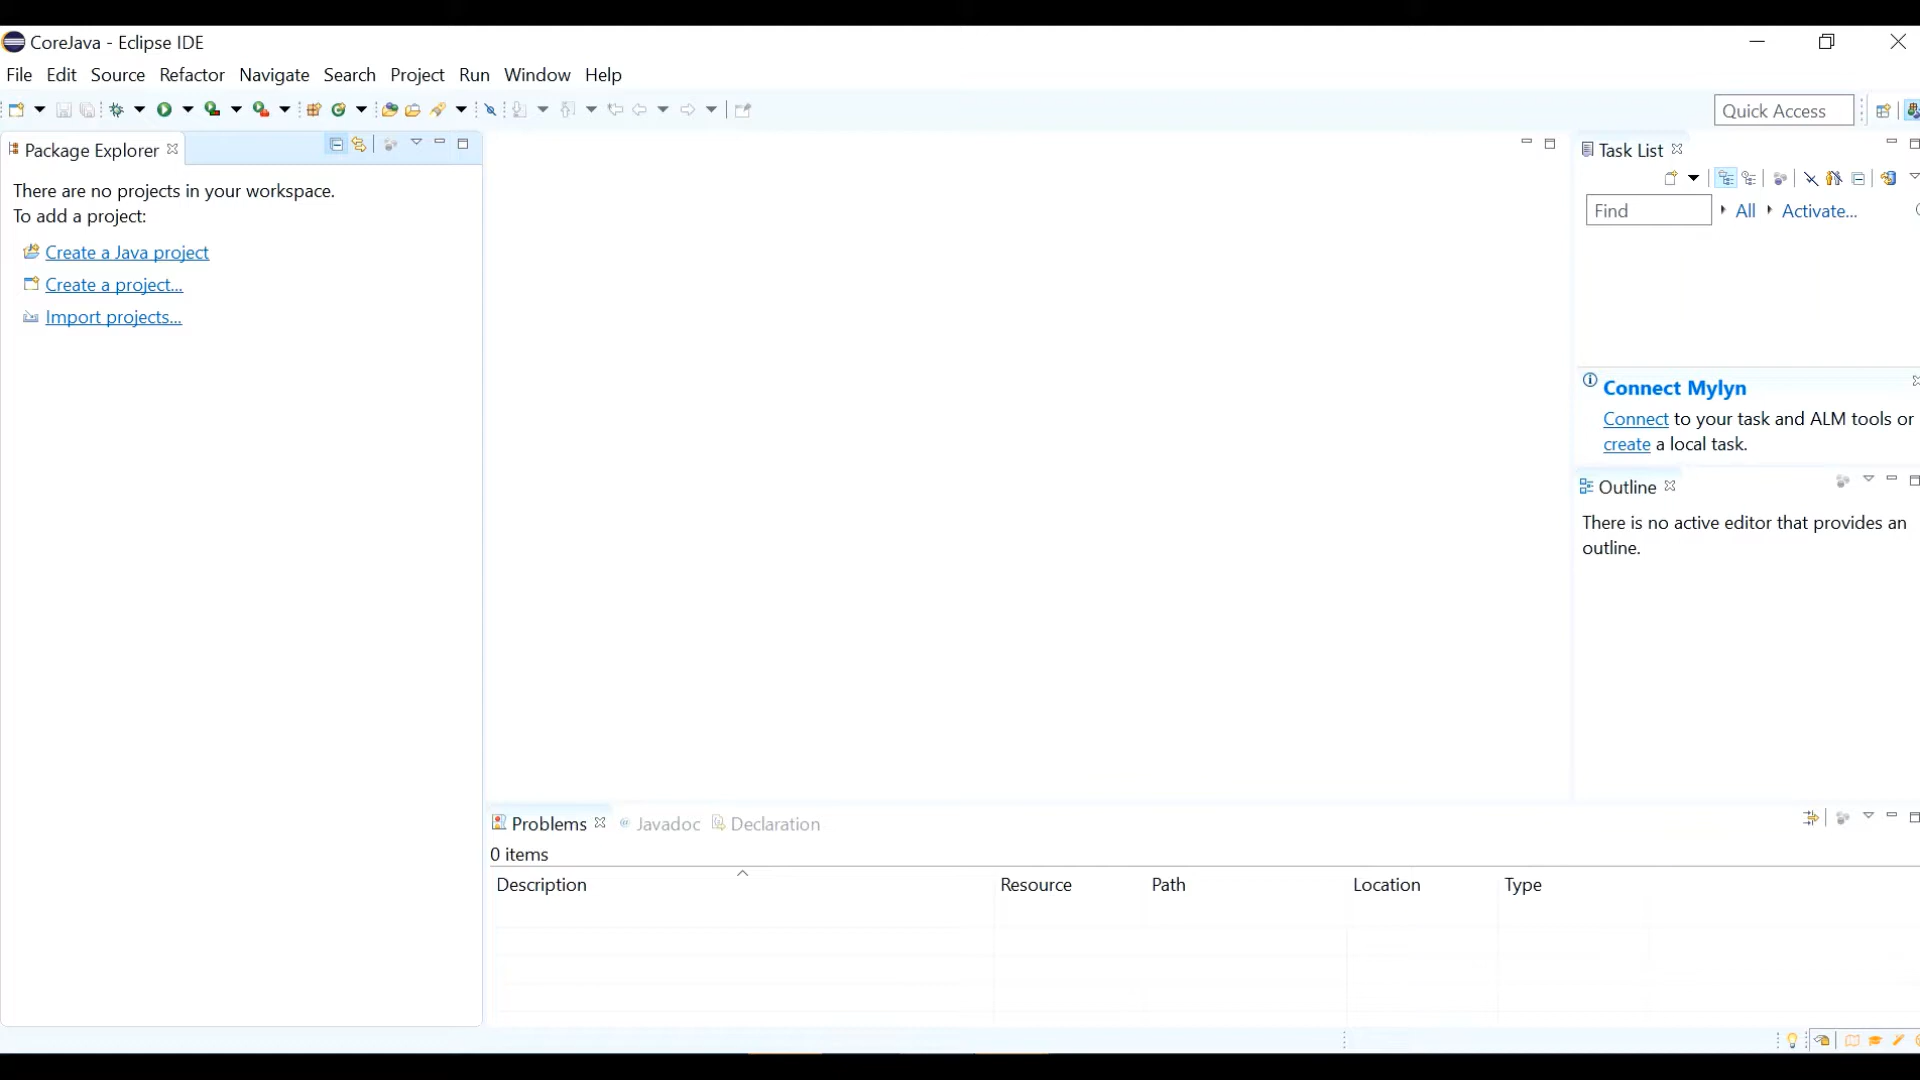 CoreJava - Eclipse IDE
File Edit Source Refactor Navigate Search Project Run Window Help
Quick Access
Package Explorer
There are no projects in your workspace.
To add a project:
Create a Java project
Create a project...
Import projects...
Task List
Find All Activate...
Connect Mylyn
Connect to your task and ALM tools or
create a local task.
Outline
There is no active editor that provides an
outline.
Problems @ Javadoc Declaration
0 items
Description Resource Path Location Type